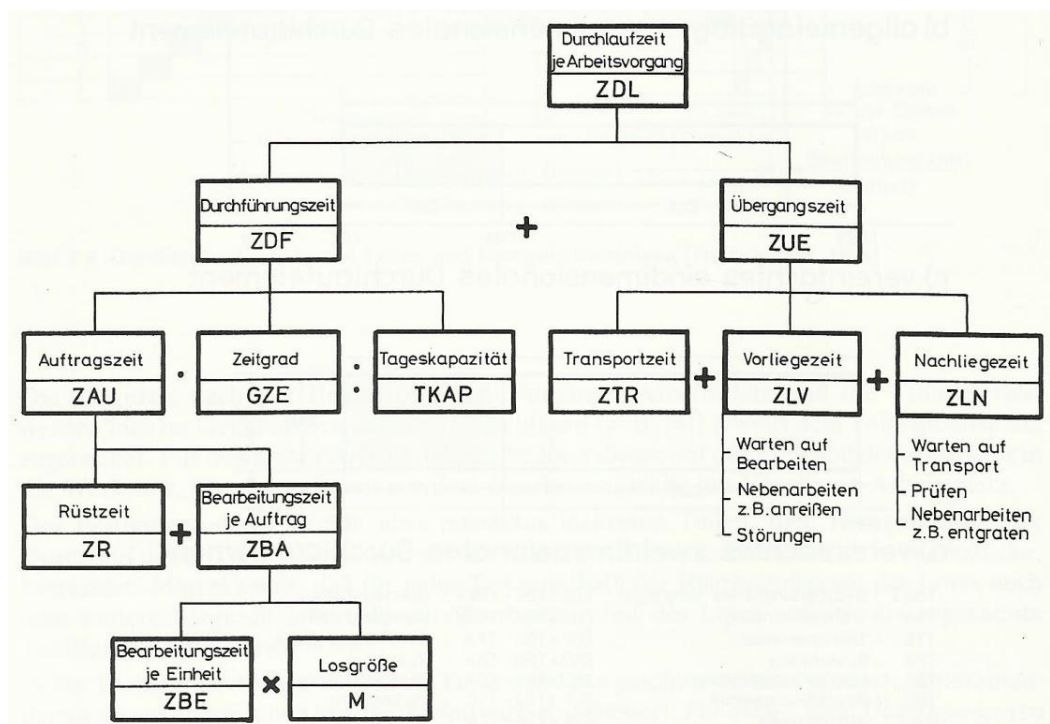 Durchlaufzeit
je Arbeitsvorgang
ZDL
Durchführungszeit
ZDF
+
Übergangszeit
ZUE
Auftragszeit
ZAU
·
Zeitgrad
GZE
:
Tageskapazität
TKAP
Transportzeit
ZTR
+
Vorliegezeit
ZLV
+
Nachliegezeit
ZLN
- Warten auf
Bearbeiten
- Nebenarbeiten
z.B. anreißen
- Störungen
- Warten auf
Transport
- Prüfen
- Nebenarbeiten
z.B. entgraten
Rüstzeit
ZR
+
Bearbeitungszeit
je Auftrag
ZBA
Bearbeitungszeit
je Einheit
ZBE
×
Losgröße
M